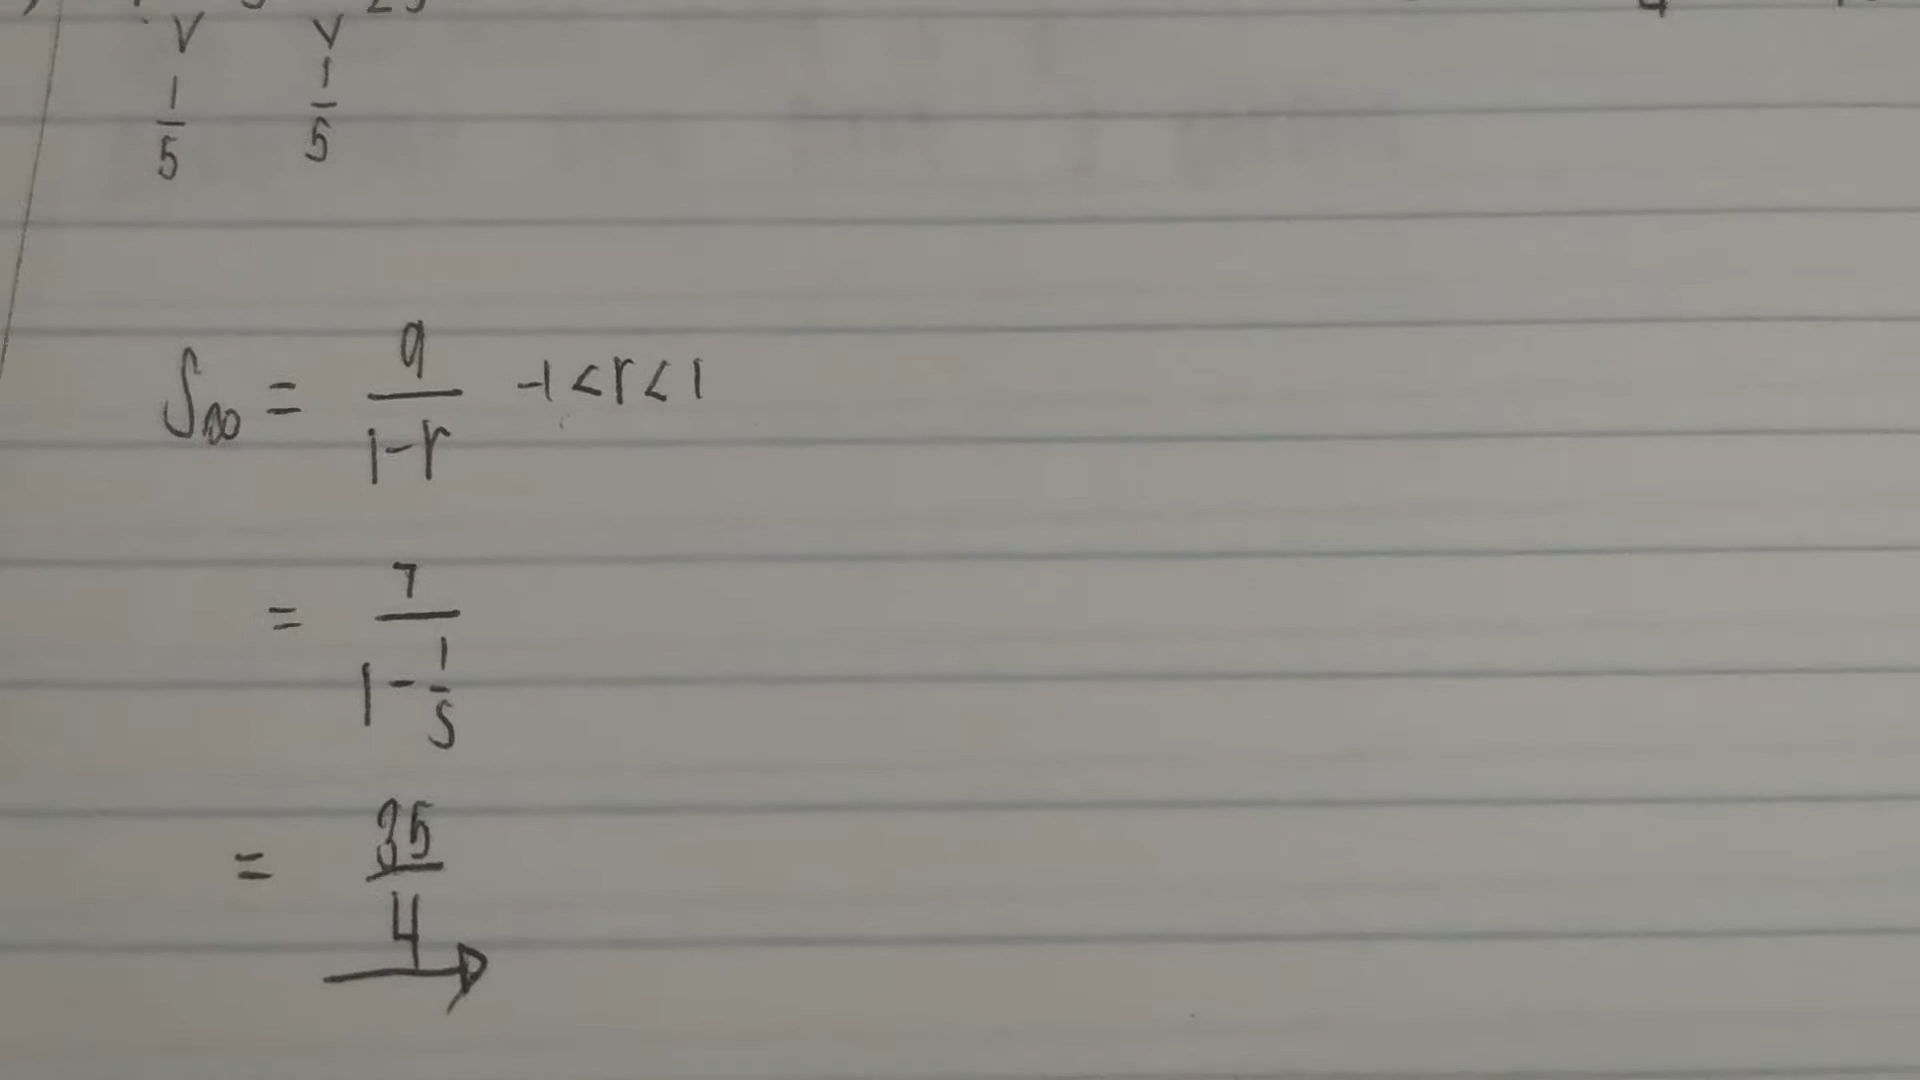 1/5 1/5
S∞ = a/(1-r) -1<r<1
= 7/(1-1/5)
= 35/4